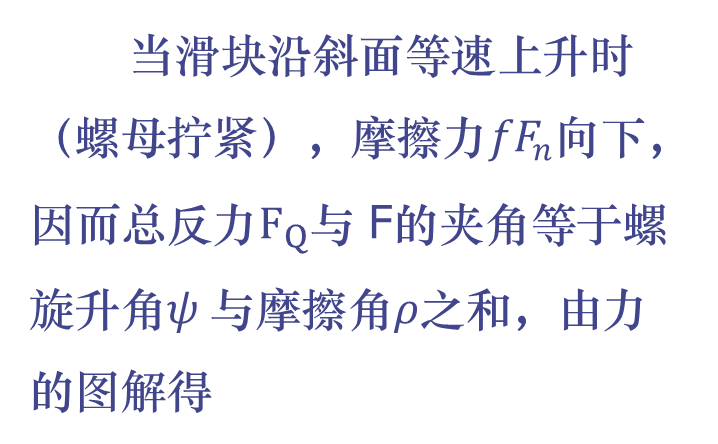 当滑块沿斜面等速上升时
（螺母拧紧），摩擦力fFₙ向下，
因而总反力F_Q与 F的夹角等于螺
旋升角ψ 与摩擦角ρ之和，由力
的图解得